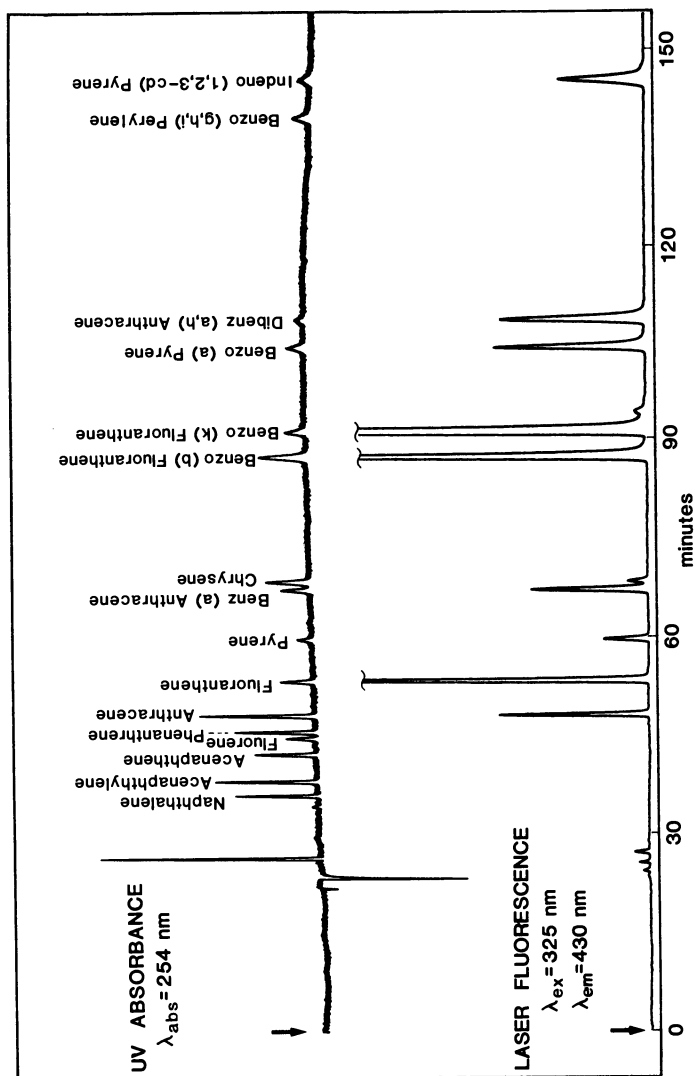 UV ABSORBANCE
λabs=254 nm
Naphthalene
Acenaphthylene
Acenaphthene
Fluorene
Phenanthrene
Anthracene
Fluoranthene
Pyrene
Benz (a) Anthracene
Chrysene
Benzo (b) Fluoranthene
Benzo (k) Fluoranthene
Benzo (a) Pyrene
Dibenz (a,h) Anthracene
Benzo (g,h,i) Perylene
Indeno (1,2,3-cd) Pyrene
LASER FLUORESCENCE
λex=325 nm
λem=430 nm
0
30
60
90
120
150
minutes